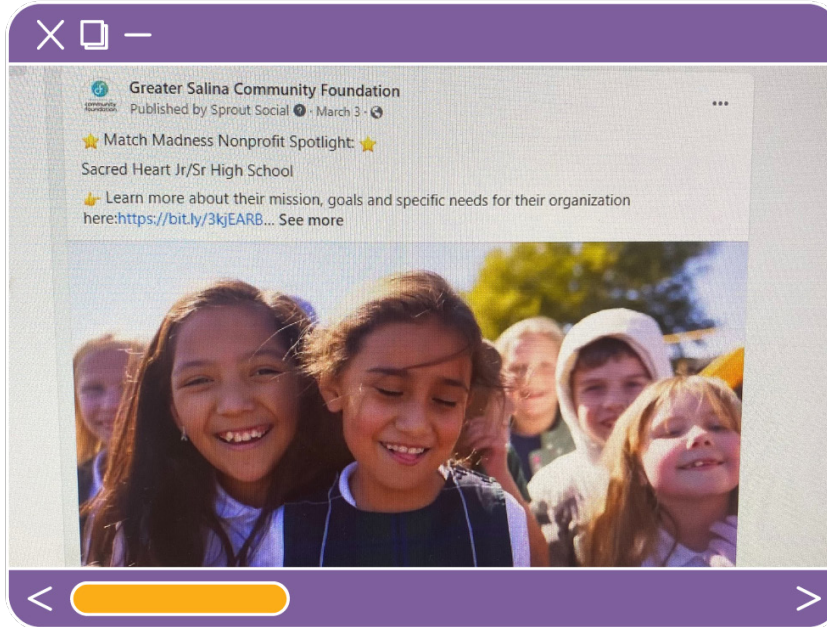 Greater Salina Community Foundation
Published by Sprout Social · March 3 ·
⭐ Match Madness Nonprofit Spotlight: ⭐
Sacred Heart Jr/Sr High School
👉 Learn more about their mission, goals and specific needs for their organization
here:https://bit.ly/3kjEARB... See more
community
foundation